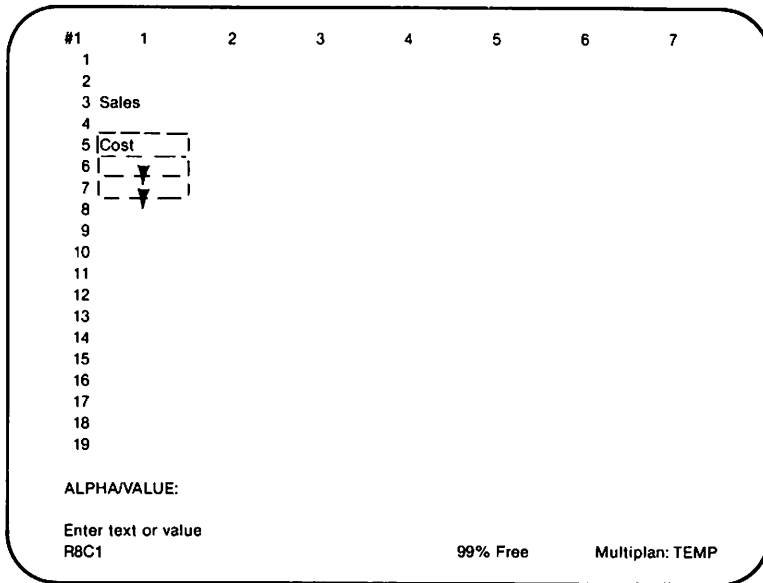 #1 1 2 3 4 5 6 7
1
2
3 Sales
4
5 Cost
6
7
8
9
10
11
12
13
14
15
16
17
18
19
ALPHA/VALUE:
Enter text or value
R8C1 99% Free Multiplan: TEMP